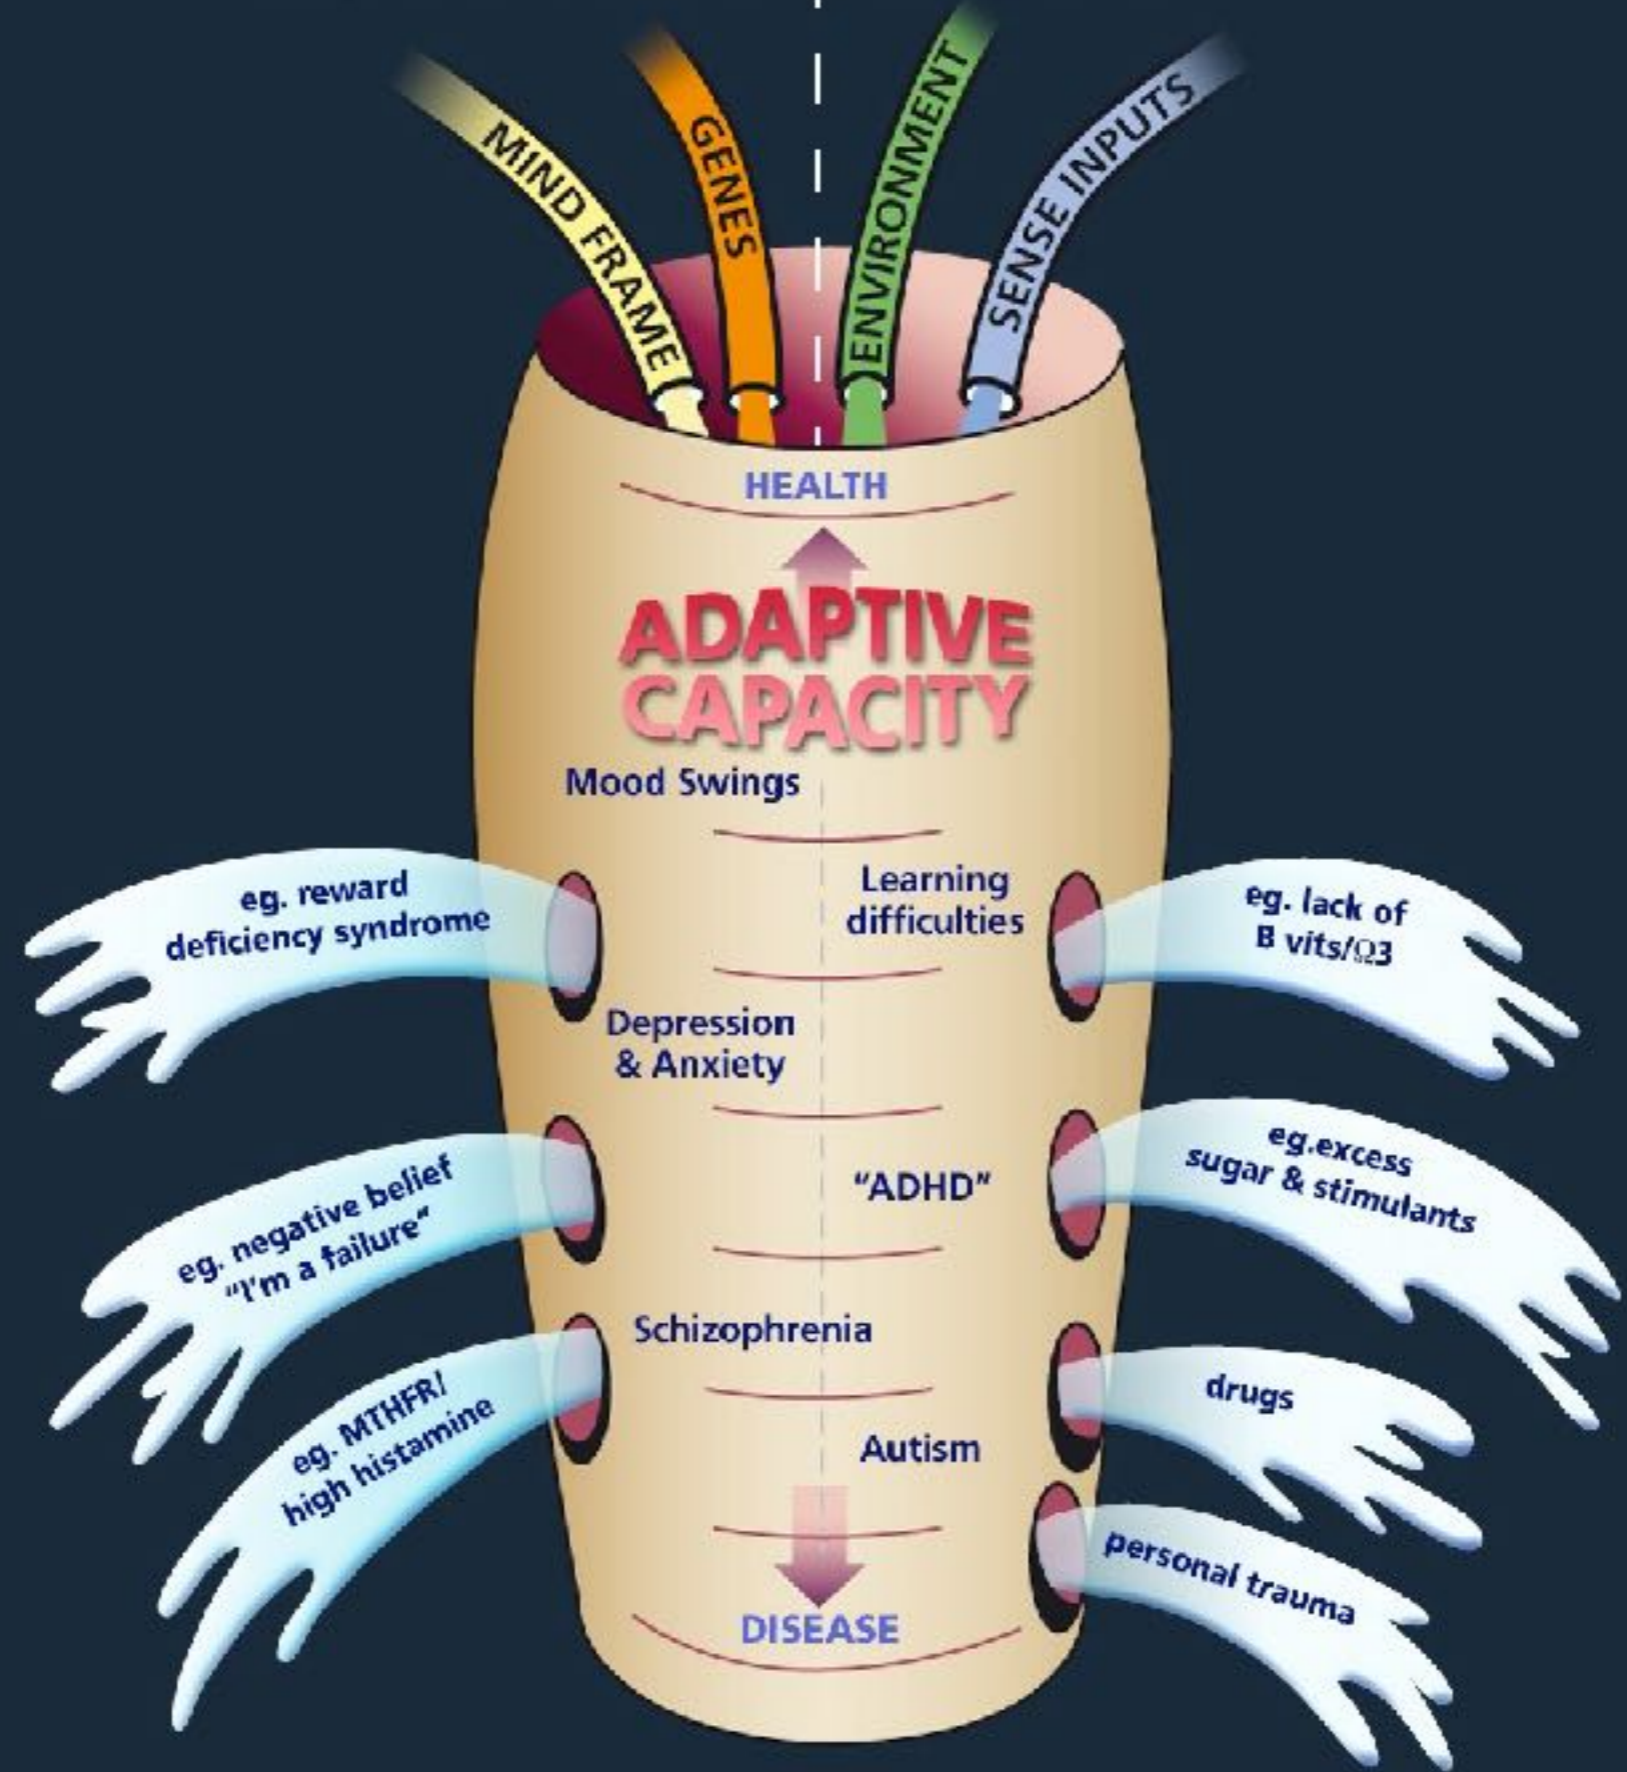 MIND FRAME
GENES
ENVIRONMENT
SENSE INPUTS
HEALTH
ADAPTIVE
CAPACITY
Mood Swings
eg. reward
deficiency syndrome
Learning
difficulties
eg. lack of
B vits/Ω3
Depression
& Anxiety
eg. negative belief
"I'm a failure"
"ADHD"
eg.excess
sugar & stimulants
Schizophrenia
eg. MTHFR/
high histamine
drugs
Autism
personal trauma
DISEASE